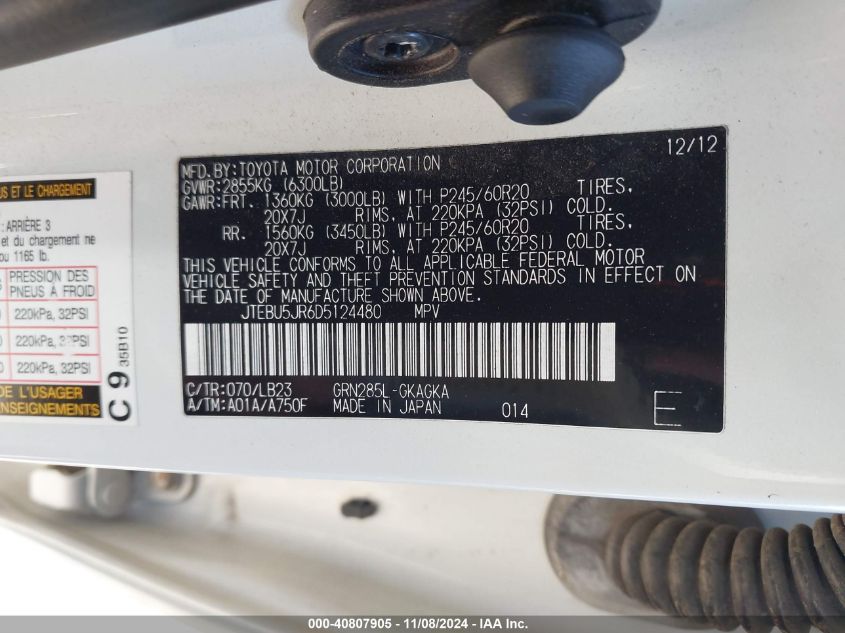 12/12
MFD.BY:TOYOTA MOTOR CORPORATION
GVWR:2855KG (6300LB)
GAWR:FRT. 1360KG (3000LB) WITH P245/60R20 TIRES,
20X7J RIMS, AT 220KPA (32PSI) COLD.
RR. 1560KG (3450LB) WITH P245/60R20 TIRES,
20X7J RIMS, AT 220KPA (32PSI) COLD.
THIS VEHICLE CONFORMS TO ALL APPLICABLE FEDERAL MOTOR
VEHICLE SAFETY AND THEFT PREVENTION STANDARDS IN EFFECT ON
THE DATE OF MANUFACTURE SHOWN ABOVE.
JTEBU5JR6D5124480 MPV
C/TR:070/LB23 GRN285L-GKAGKA
A/TM:A01A/A750F MADE IN JAPAN 014 E
ET LE CHARGEMENT
: ARRIÈRE 3
et du chargement ne
ou 1165 lb.
PRESSION DES
PNEUS À FROID
220kPa, 32PSI
220kPa, 32PSI
220kPa, 32PSI
DE L'USAGER
RENSEIGNEMENTS
C 9 35B10
000-40807905 - 11/08/2024 - IAA Inc.